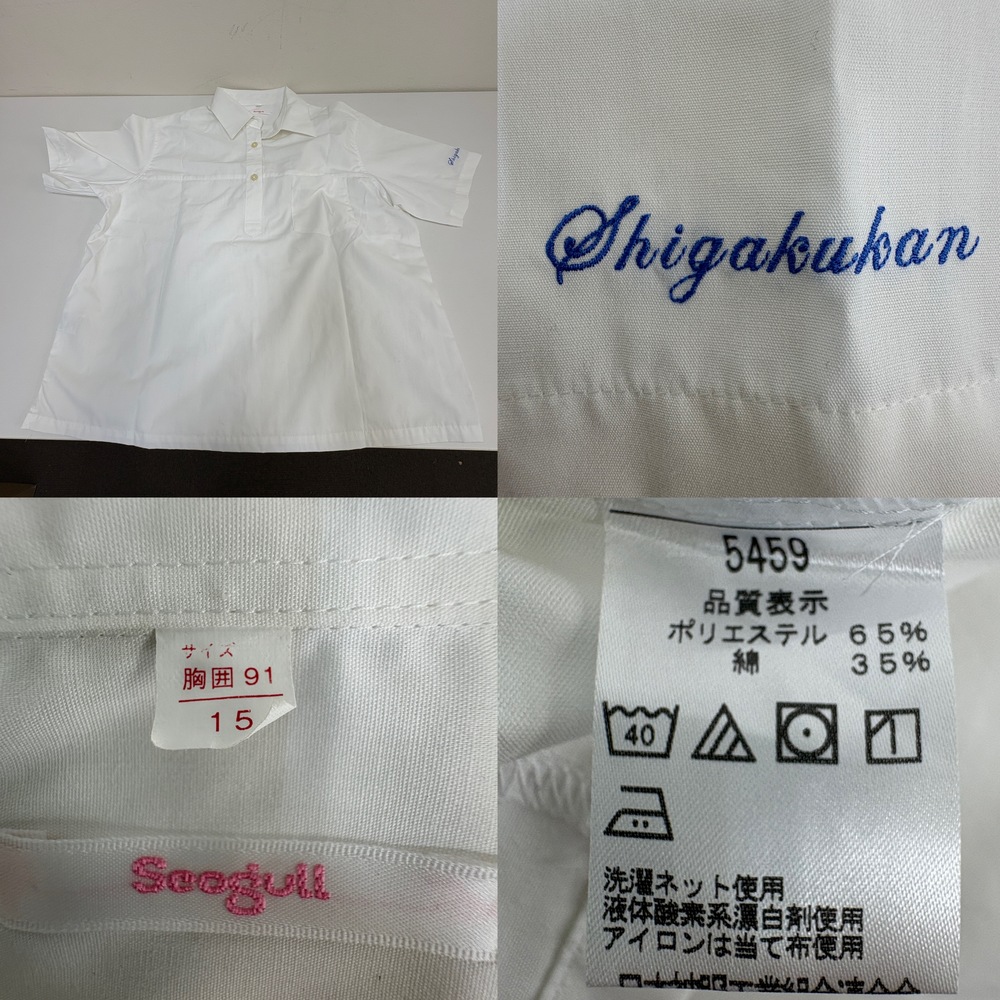 Shigakukan
サイズ
胸囲 91
15
Seagull
5459
品質表示
ポリエステル 65%
綿 35%
40
洗濯ネット使用
液体酸素系漂白剤使用
アイロンは当て布使用